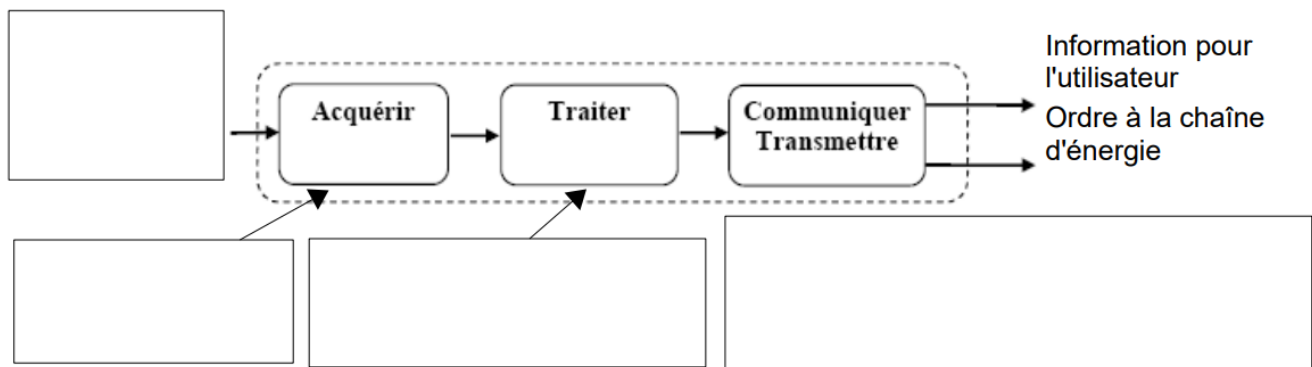 Acquérir
Traiter
Communiquer
Transmettre
Information pour
l'utilisateur
Ordre à la chaîne
d'énergie